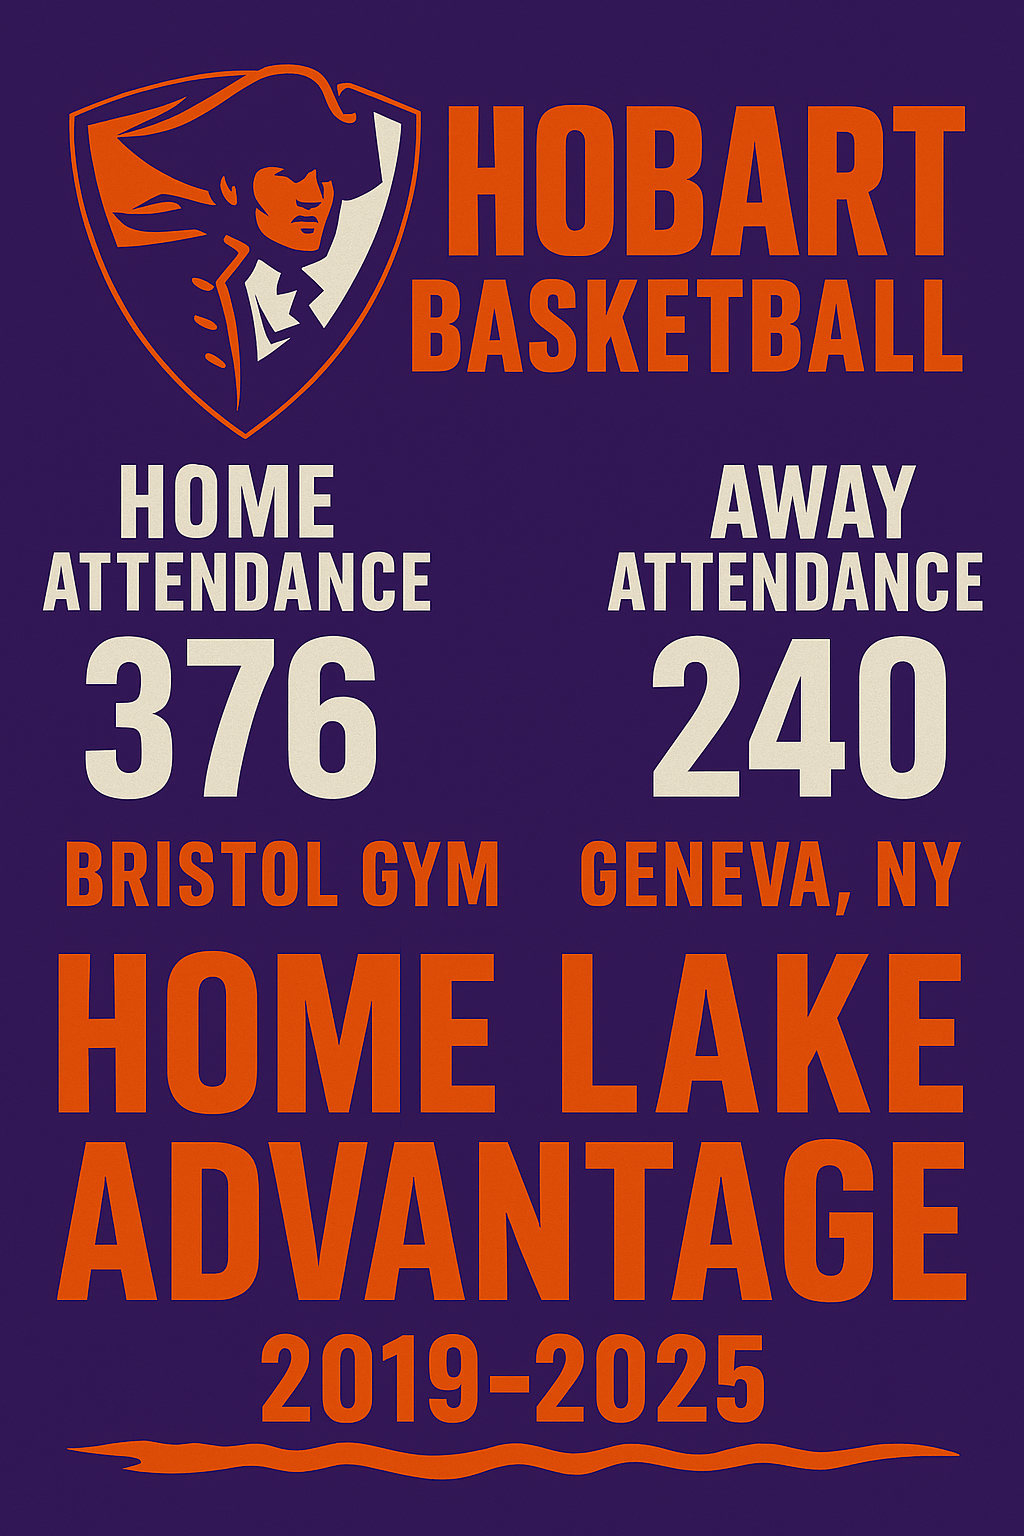 HOBART
BASKETBALL
HOME
ATTENDANCE
376
AWAY
ATTENDANCE
240
BRISTOL GYM
GENEVA, NY
HOME LAKE
ADVANTAGE
2019–2025